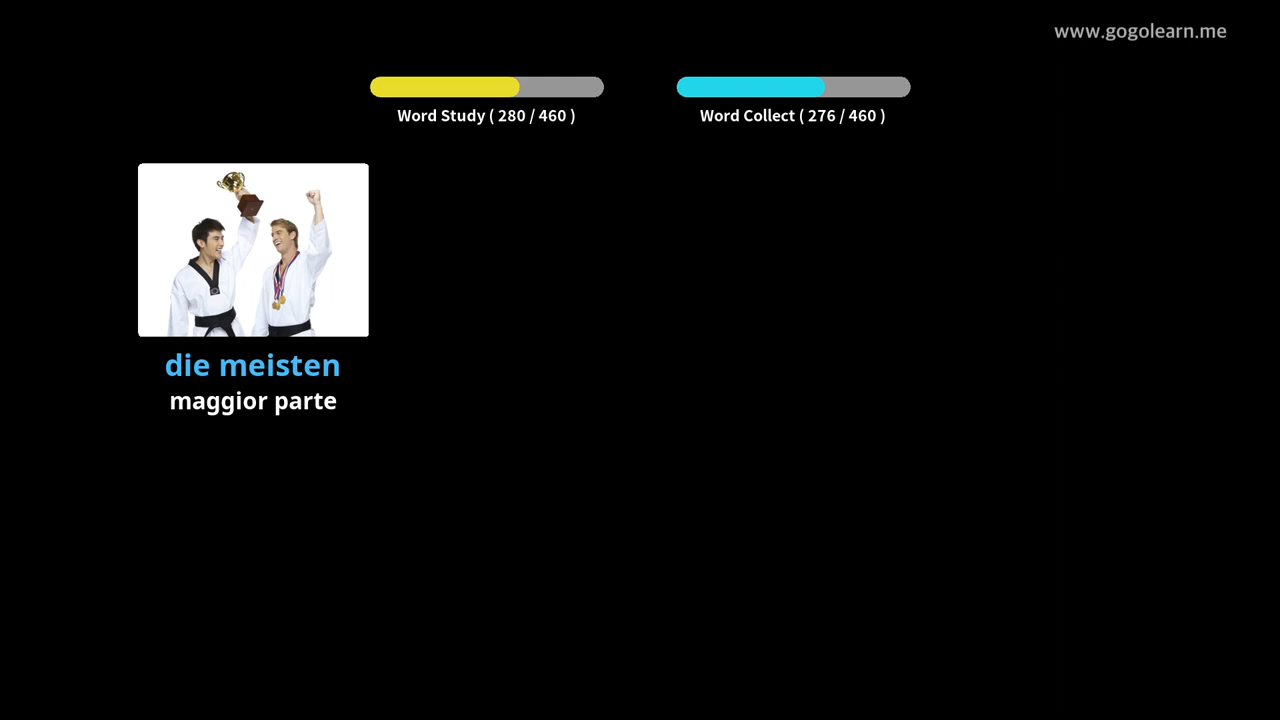 www.gogolearn.me
Word Study ( 280 / 460 )
Word Collect ( 276 / 460 )
die meisten
maggior parte